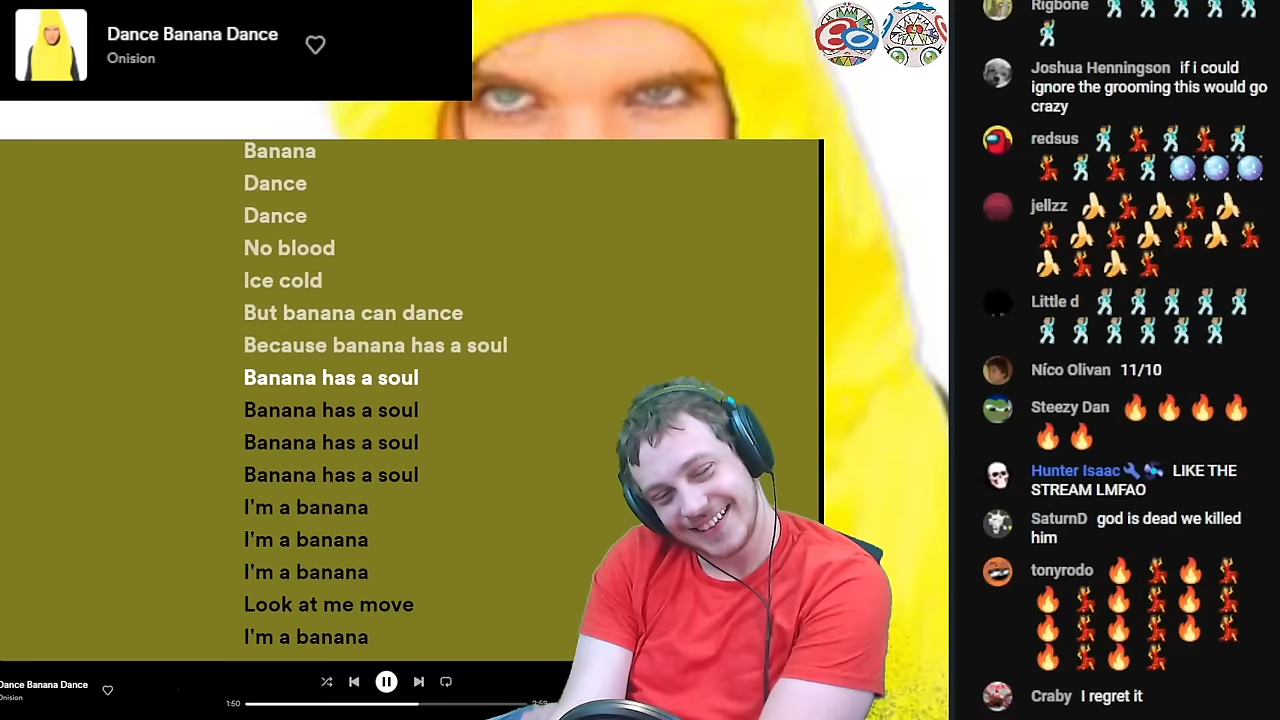 Dance Banana Dance
Onision
Banana
Dance
Dance
No blood
Ice cold
But banana can dance
Because banana has a soul
Banana has a soul
Banana has a soul
Banana has a soul
Banana has a soul
I'm a banana
I'm a banana
I'm a banana
Look at me move
I'm a banana
Dance Banana Dance
Onision
1:50
Rigbone
Joshua Henningson if i could
ignore the grooming this would go
crazy
redsus
jellzz
Little d
Níco Olivan 11/10
Steezy Dan
Hunter Isaac LIKE THE
STREAM LMFAO
SaturnD god is dead we killed
him
tonyrodo
Craby I regret it